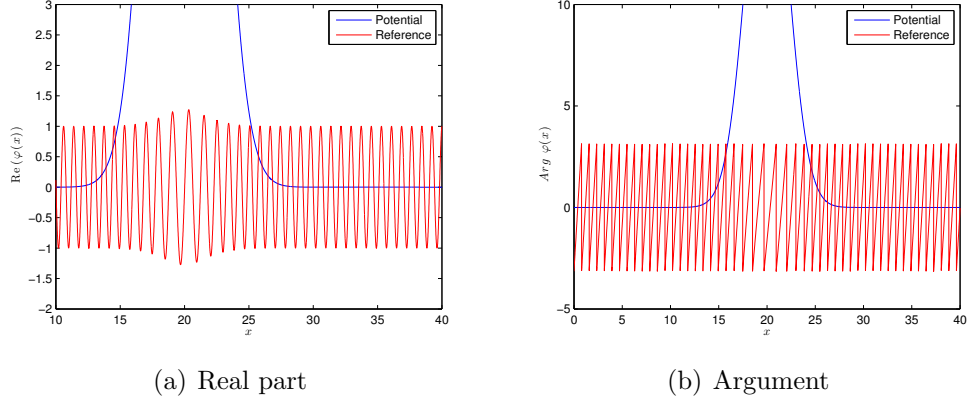 3
2.5
2
1.5
1
0.5
0
−0.5
−1
−1.5
−2
10 15 20 25 30 35 40
x
Re (φ(x))
Potential
Reference
(a) Real part
10
5
0
−5
0 5 10 15 20 25 30 35 40
x
Arg φ(x)
Potential
Reference
(b) Argument